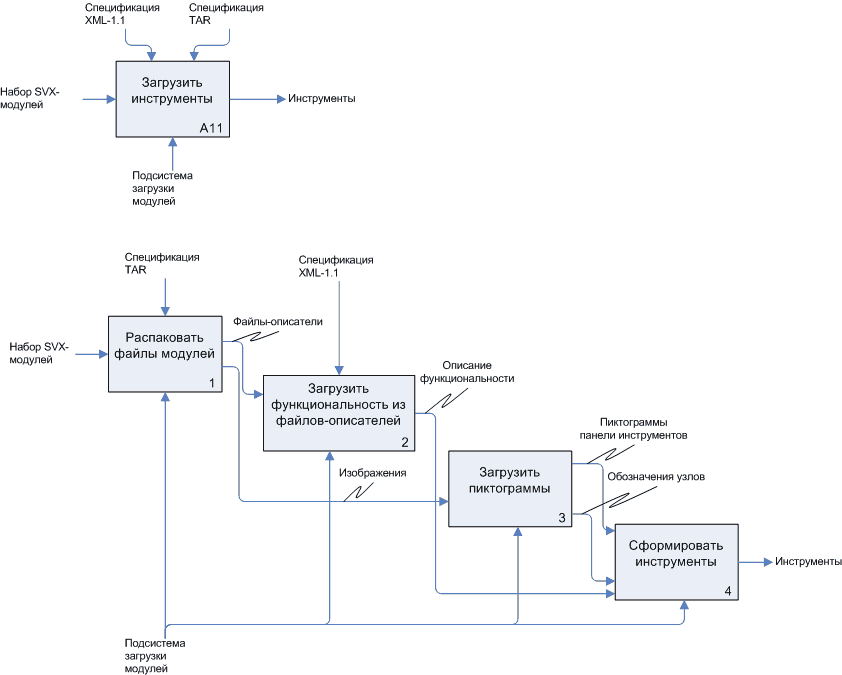 Спецификация
XML-1.1
Спецификация
TAR
Загрузить
инструменты
A11
Набор SVX-
модулей
Инструменты
Подсистема
загрузки
модулей
Спецификация
TAR
Спецификация
XML-1.1
Набор SVX-
модулей
Распаковать
файлы модулей
1
Файлы-описатели
Загрузить
функциональность из
файлов-описателей
2
Описание
функциональности
Изображения
Загрузить
пиктограммы
3
Пиктограммы
панели инструментов
Обозначения узлов
Сформировать
инструменты
4
Инструменты
Подсистема
загрузки
модулей